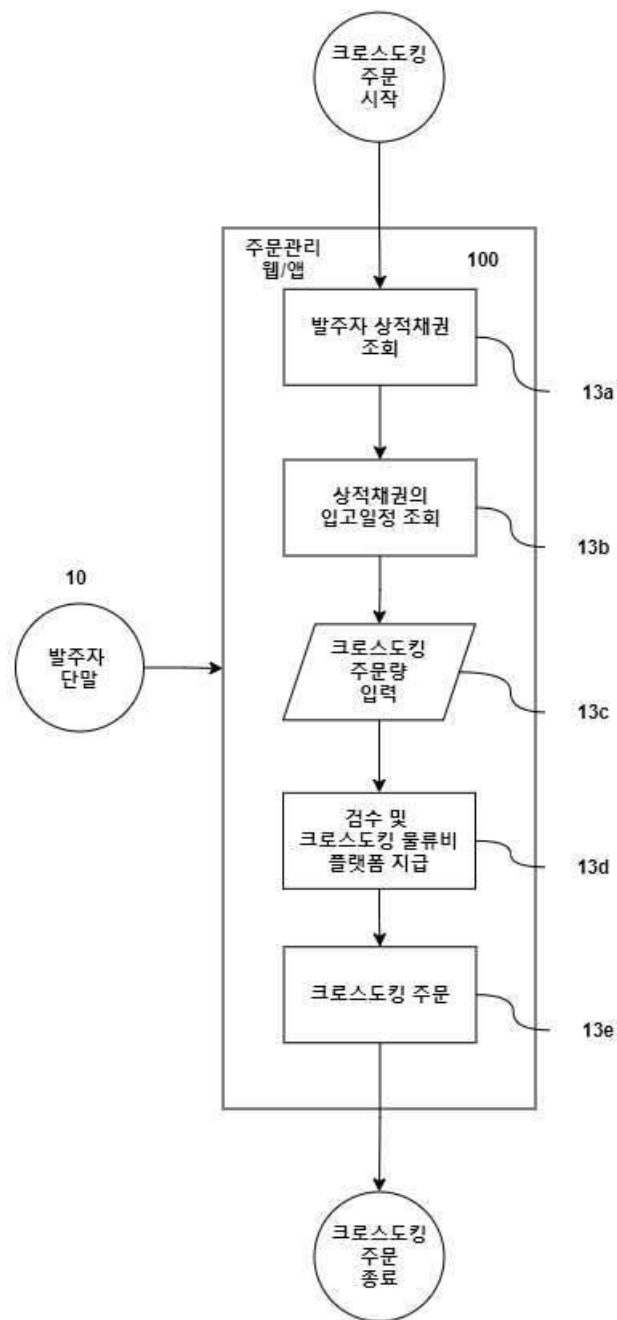 크로스도킹
주문
시작
주문관리
웹/앱
100
발주자 상적채권
조회
13a
상적채권의
입고일정 조회
13b
10
발주자
단말
크로스도킹
주문량
입력
13c
검수 및
크로스도킹 물류비
플랫폼 지급
13d
크로스도킹 주문
13e
크로스도킹
주문
종료